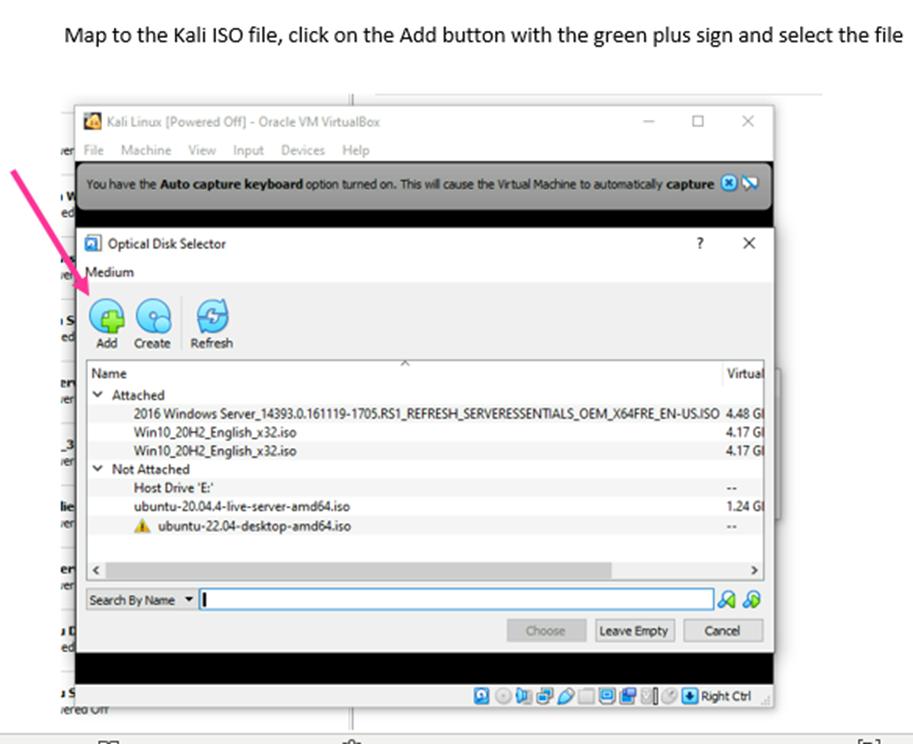 Map to the Kali ISO file, click on the Add button with the green plus sign and select the file
Kali Linux [Powered Off] - Oracle VM VirtualBox
File Machine View Input Devices Help
You have the Auto capture keyboard option turned on. This will cause the Virtual Machine to automatically capture
Optical Disk Selector
Medium
Add Create Refresh
Name Virtual
Attached
2016 Windows Server_14393.0.161119-1705.RS1_REFRESH_SERVERESSENTIALS_OEM_X64FRE_EN-US.ISO 4.48 G
Win10_20H2_English_x32.iso 4.17 G
Win10_20H2_English_x32.iso 4.17 G
Not Attached
Host Drive 'E:' --
ubuntu-20.04.4-live-server-amd64.iso 1.24 G
ubuntu-22.04-desktop-amd64.iso --
Search By Name
Choose Leave Empty Cancel
Right Ctrl